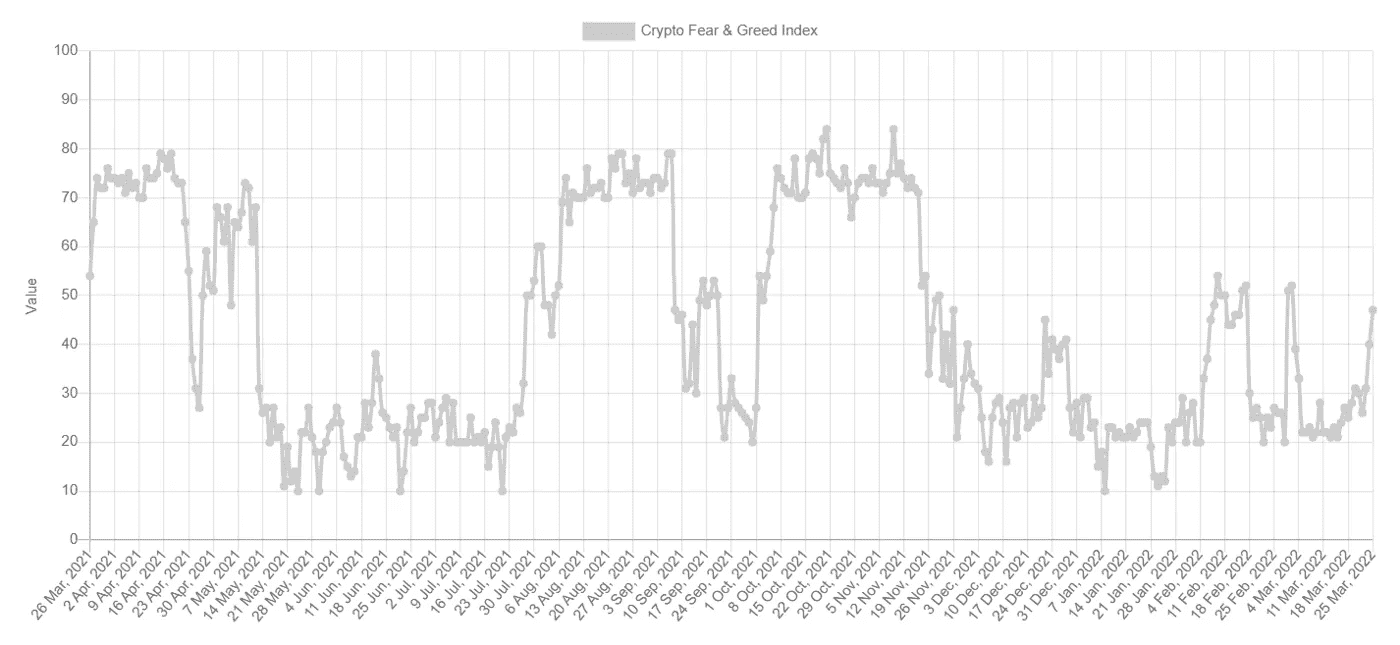 Crypto Fear & Greed Index
100
90
80
70
60
50
40
30
20
10
0
Value
26 Mar, 2021
2 Apr, 2021
9 Apr, 2021
16 Apr, 2021
23 Apr, 2021
30 Apr, 2021
7 May, 2021
14 May, 2021
21 May, 2021
28 May, 2021
4 Jun, 2021
11 Jun, 2021
18 Jun, 2021
25 Jun, 2021
2 Jul, 2021
9 Jul, 2021
16 Jul, 2021
23 Jul, 2021
30 Jul, 2021
6 Aug, 2021
13 Aug, 2021
20 Aug, 2021
27 Aug, 2021
3 Sep, 2021
10 Sep, 2021
17 Sep, 2021
24 Sep, 2021
1 Oct, 2021
8 Oct, 2021
15 Oct, 2021
22 Oct, 2021
29 Oct, 2021
5 Nov, 2021
12 Nov, 2021
19 Nov, 2021
26 Nov, 2021
3 Dec, 2021
10 Dec, 2021
17 Dec, 2021
24 Dec, 2021
31 Dec, 2021
7 Jan, 2022
14 Jan, 2022
21 Jan, 2022
28 Jan, 2022
4 Feb, 2022
11 Feb, 2022
18 Feb, 2022
25 Feb, 2022
4 Mar, 2022
11 Mar, 2022
18 Mar, 2022
25 Mar, 2022